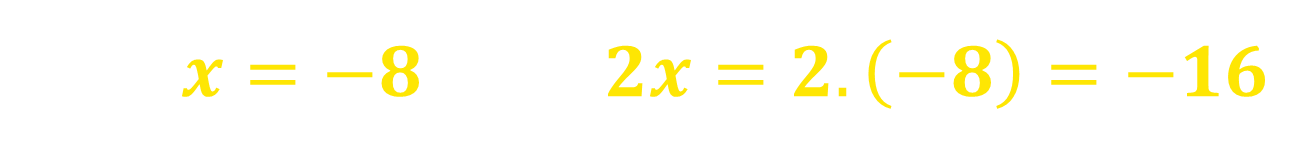 x = −8 2x = 2. (−8) = −16